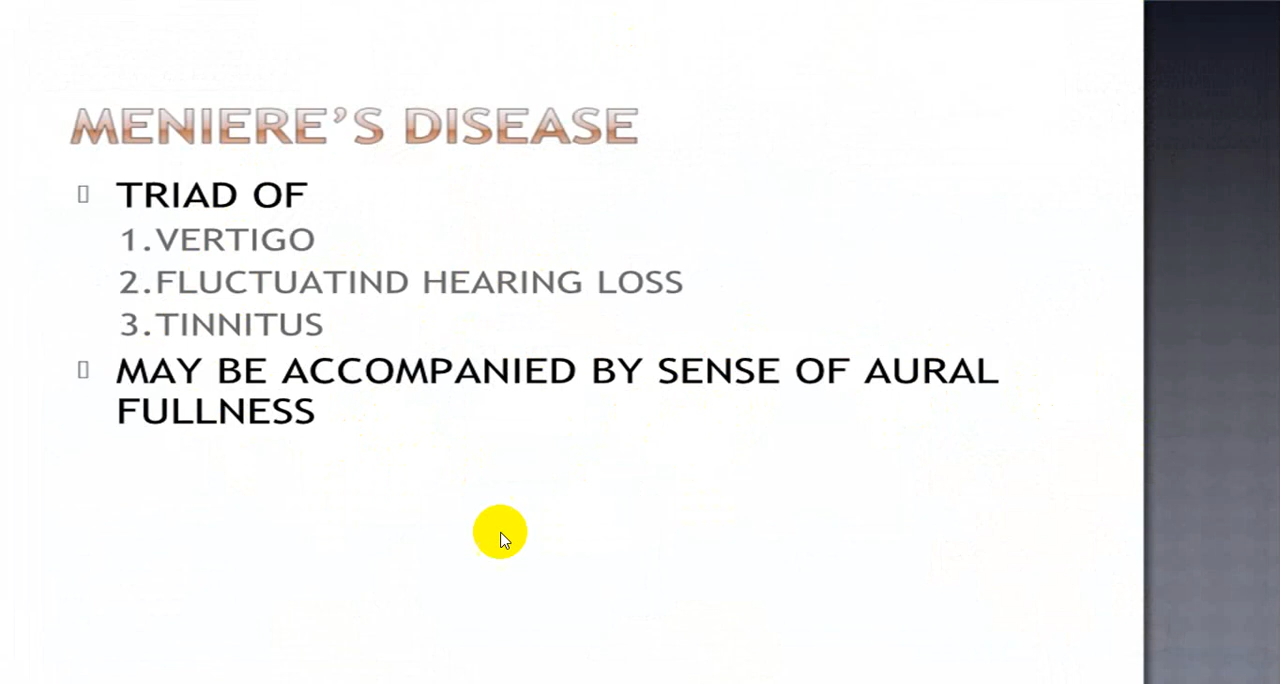 MENIERE'S DISEASE
TRIAD OF
1.VERTIGO
2.FLUCTUATIND HEARING LOSS
3.TINNITUS
MAY BE ACCOMPANIED BY SENSE OF AURAL
FULLNESS